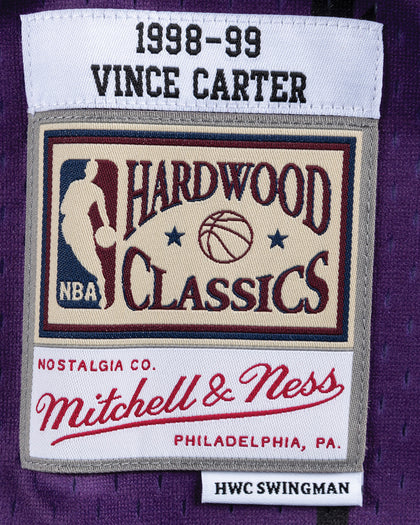 1998-99
VINCE CARTER
HARDWOOD
NBA
CLASSICS
NOSTALGIA CO.
Mitchell & Ness
PHILADELPHIA, PA.
HWC SWINGMAN